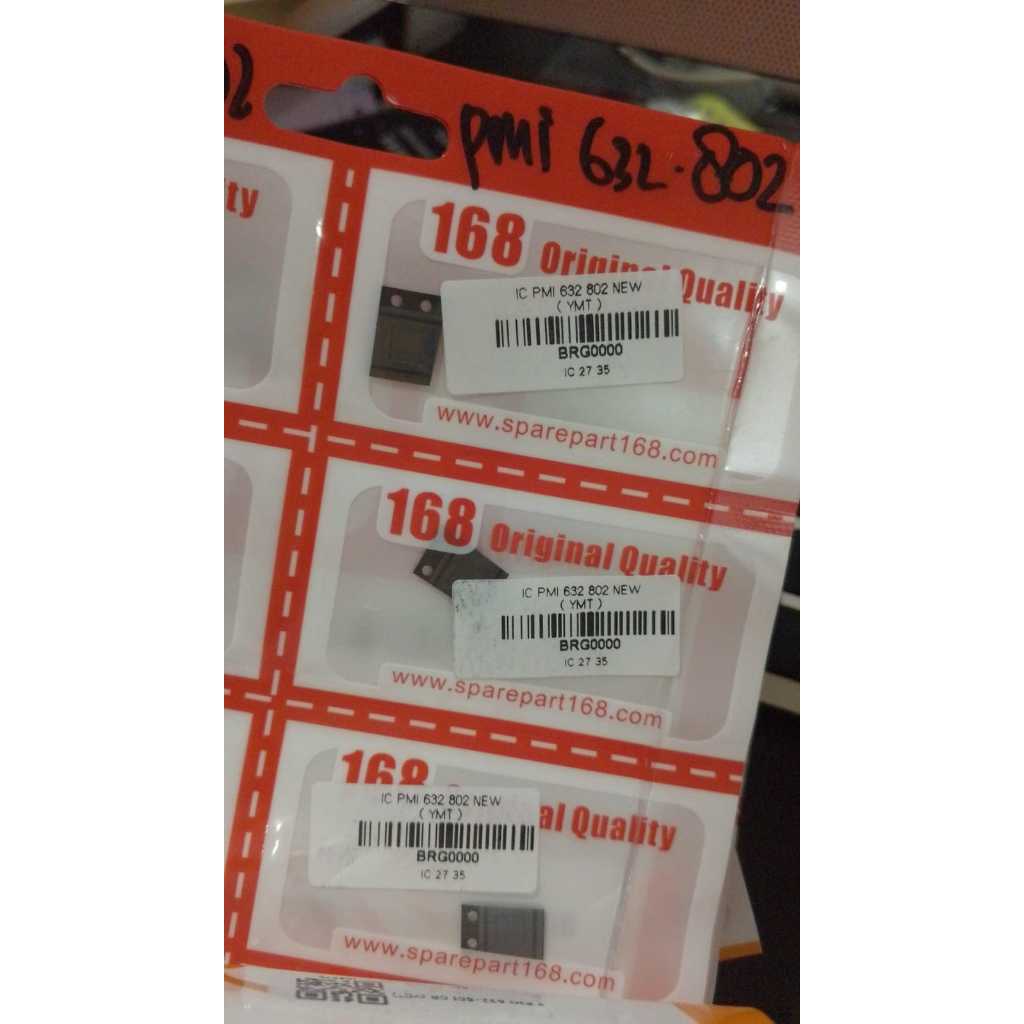 pmi 632-802
ty
168 Original Quality
IC PMI 632 802 NEW
( YMT )
BRG0000
IC 27 35
www.sparepart168.com
168 Original Quality
IC PMI 632 802 NEW
( YMT )
BRG0000
IC 27 35
www.sparepart168.com
168 al Quality
IC PMI 632 802 NEW
( YMT )
BRG0000
IC 27 35
www.sparepart168.com